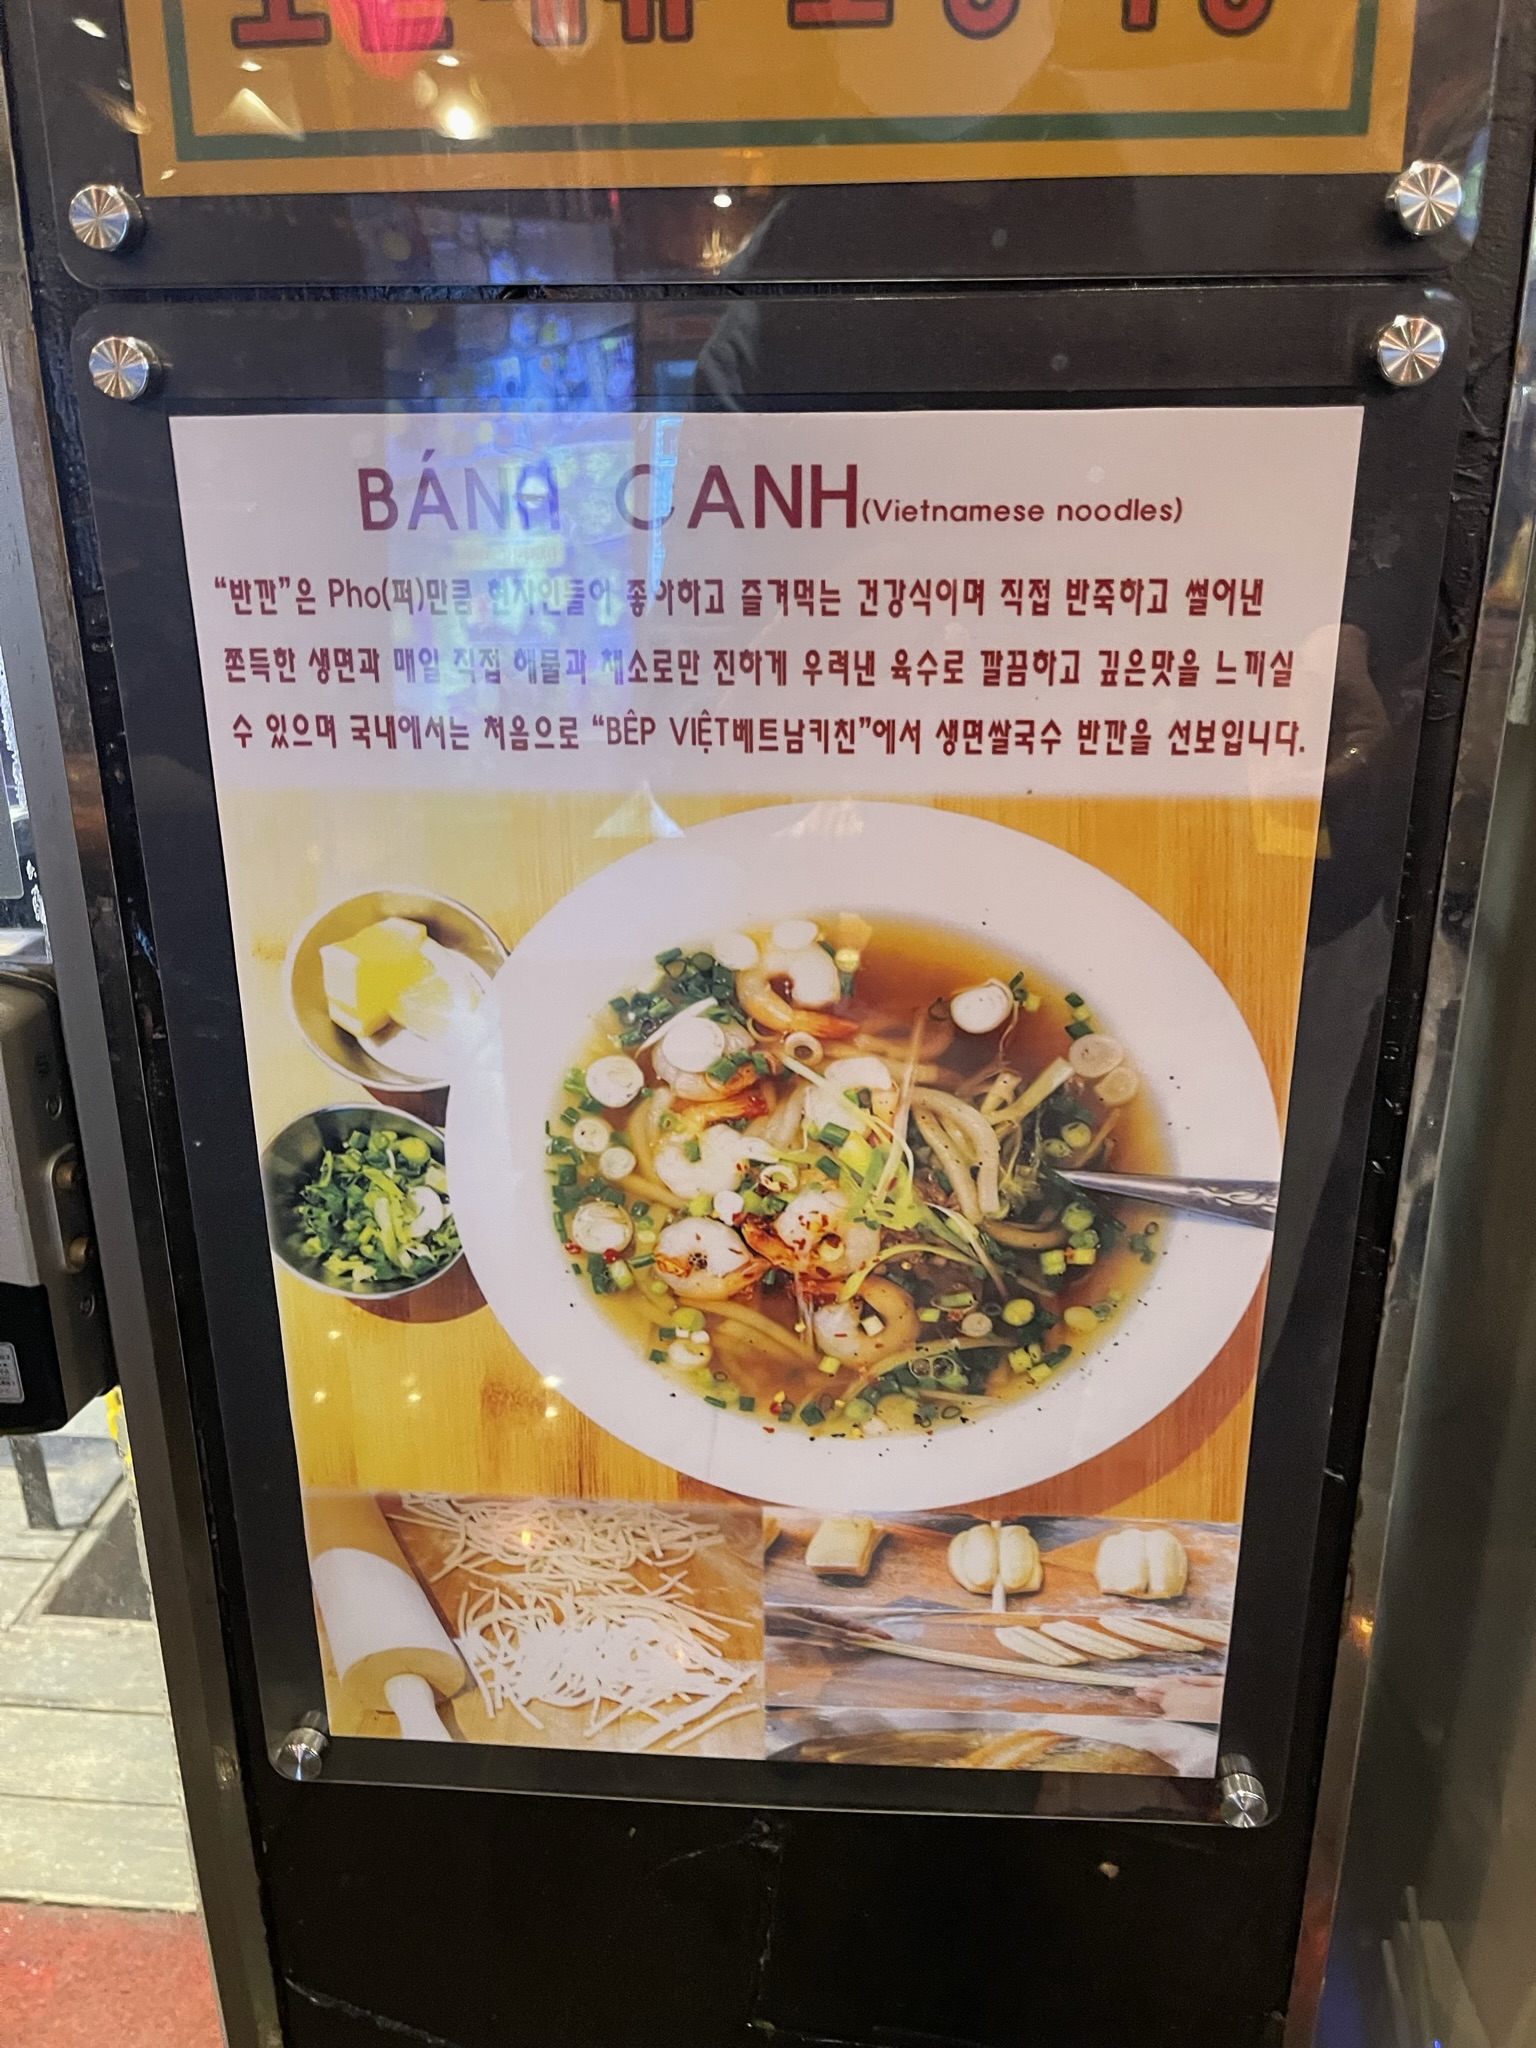 BÁNH CANH(Vietnamese noodles)
“반깐”은 Pho(퍼)만큼 현지인들이 좋아하고 즐겨먹는 건강식이며 직접 반죽하고 썰어낸
쫀득한 생면과 매일 직접 해물과 채소로만 진하게 우려낸 육수로 깔끔하고 깊은맛을 느끼실
수 있으며 국내에서는 처음으로 “BẾP VIỆT베트남키친”에서 생면쌀국수 반깐을 선보입니다.